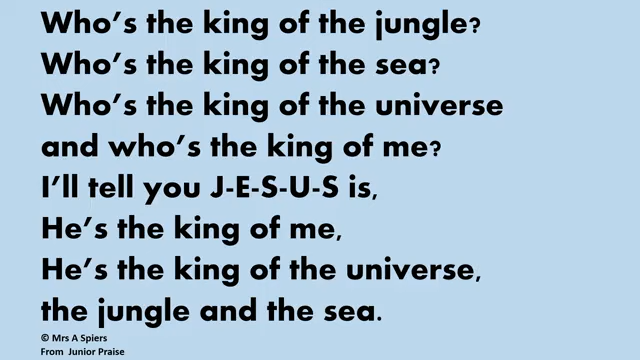 Who's the king of the jungle?
Who's the king of the sea?
Who's the king of the universe
and who's the king of me?
I'll tell you J-E-S-U-S is,
He's the king of me,
He's the king of the universe,
the jungle and the sea.
© Mrs A Spiers
From  Junior Praise